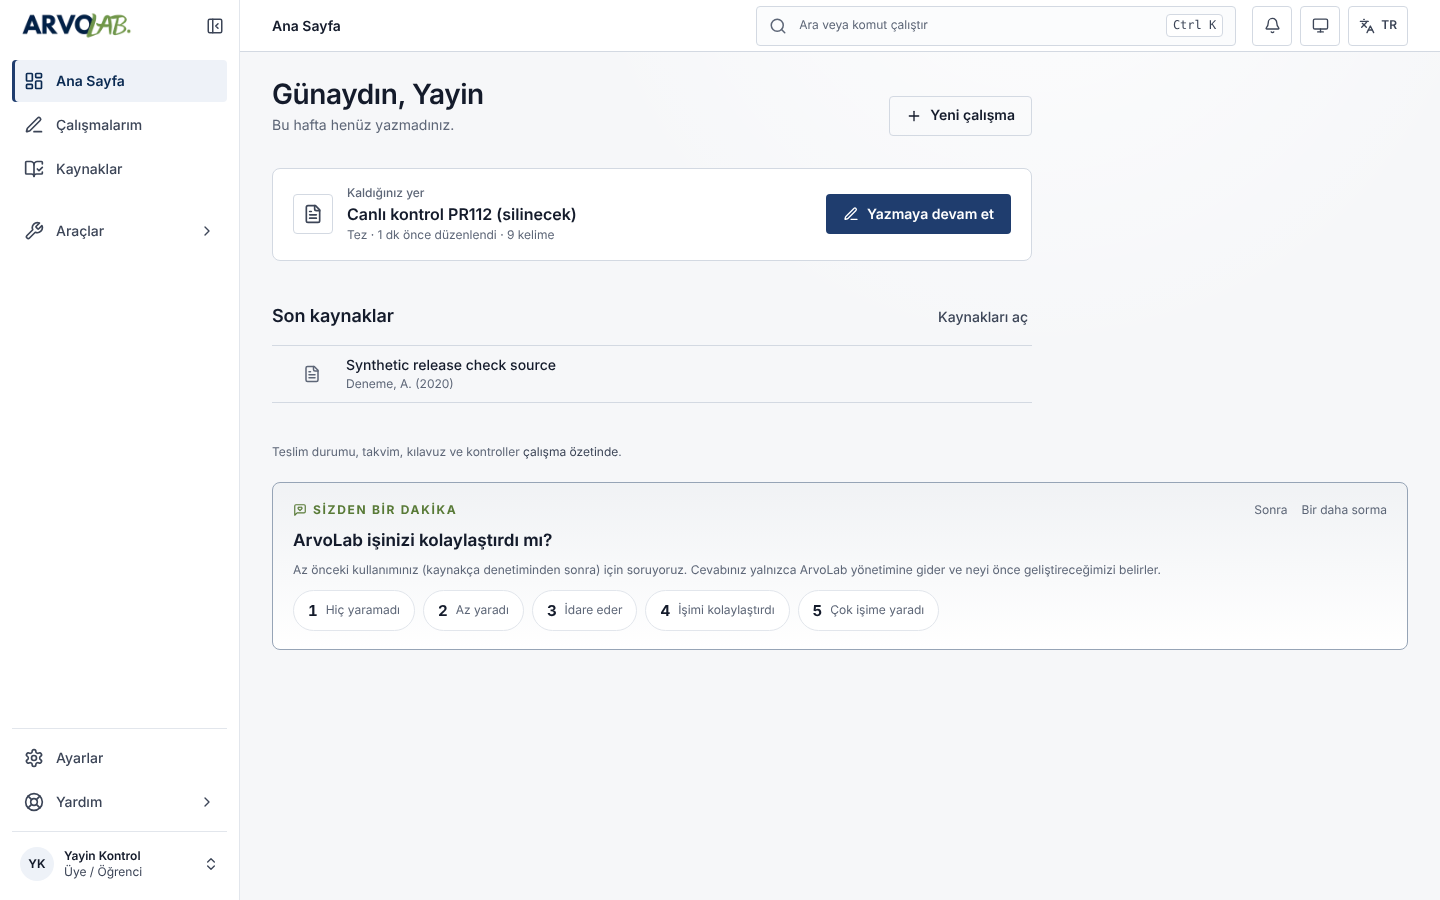 ARVOLAB.
Ana Sayfa
Çalışmalarım
Kaynaklar
Araçlar
Ayarlar
Yardım
YK
Yayin Kontrol
Üye / Öğrenci
Ana Sayfa
Ara veya komut çalıştır
Ctrl K
TR
Günaydın, Yayin
Bu hafta henüz yazmadınız.
Yeni çalışma
Kaldığınız yer
Canlı kontrol PR112 (silinecek)
Tez · 1 dk önce düzenlendi · 9 kelime
Yazmaya devam et
Son kaynaklar
Kaynakları aç
Synthetic release check source
Deneme, A. (2020)
Teslim durumu, takvim, kılavuz ve kontroller çalışma özetinde.
SİZDEN BİR DAKİKA
Sonra
Bir daha sorma
ArvoLab işinizi kolaylaştırdı mı?
Az önceki kullanımınız (kaynakça denetiminden sonra) için soruyoruz. Cevabınız yalnızca ArvoLab yönetimine gider ve neyi önce geliştireceğimizi belirler.
1 Hiç yaramadı
2 Az yaradı
3 İdare eder
4 İşimi kolaylaştırdı
5 Çok işime yaradı